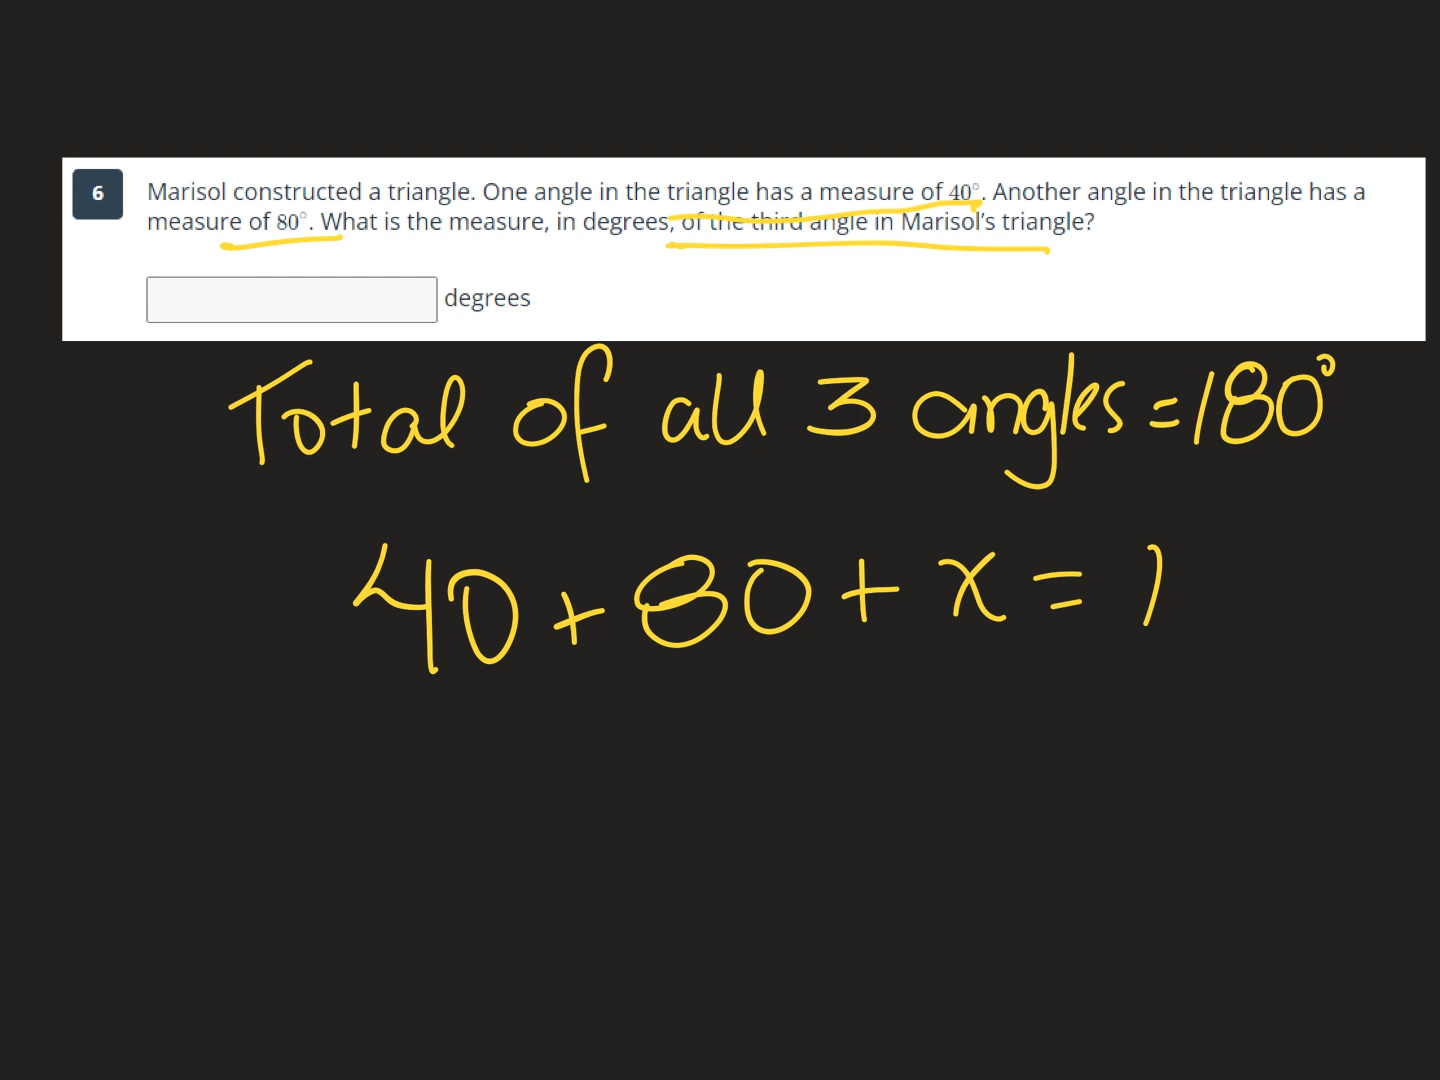 6
Marisol constructed a triangle. One angle in the triangle has a measure of 40°. Another angle in the triangle has a
measure of 80°. What is the measure, in degrees, of the third angle in Marisol's triangle?
degrees
Total of all 3 angles = 180°
40 + 80 + x = 1